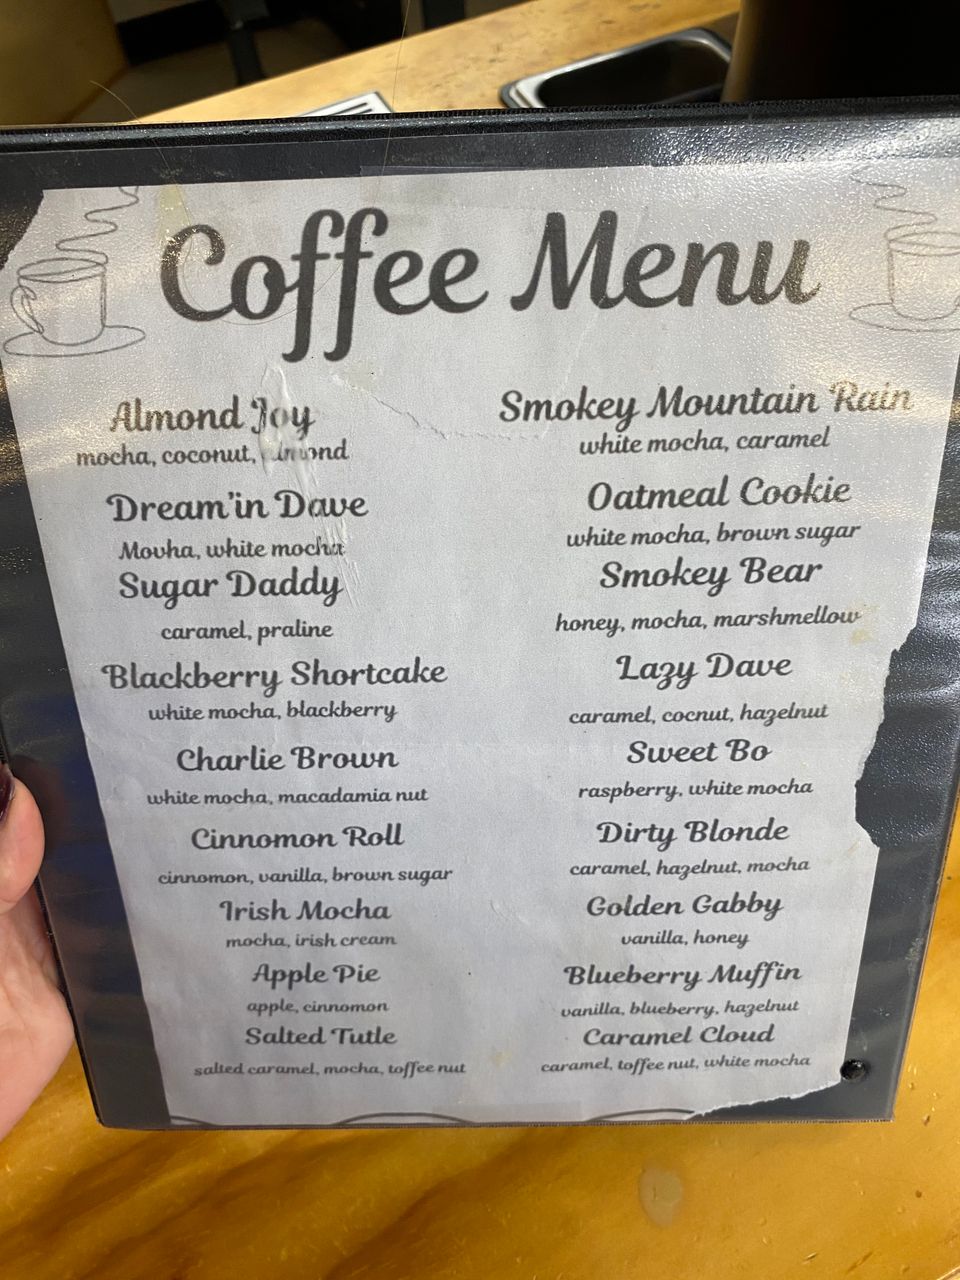 Coffee Menu
Almond Joy
mocha, coconut, almond
Dream'in Dave
Movha, white mocha
Sugar Daddy
caramel, praline
Blackberry Shortcake
white mocha, blackberry
Charlie Brown
white mocha, macadamia nut
Cinnomon Roll
cinnomon, vanilla, brown sugar
Irish Mocha
mocha, irish cream
Apple Pie
apple, cinnomon
Salted Tutle
salted caramel, mocha, toffee nut
Smokey Mountain Rain
white mocha, caramel
Oatmeal Cookie
white mocha, brown sugar
Smokey Bear
honey, mocha, marshmellow
Lazy Dave
caramel, cocnut, hazelnut
Sweet Bo
raspberry, white mocha
Dirty Blonde
caramel, hazelnut, mocha
Golden Gabby
vanilla, honey
Blueberry Muffin
vanilla, blueberry, hazelnut
Caramel Cloud
caramel, toffee nut, white mocha